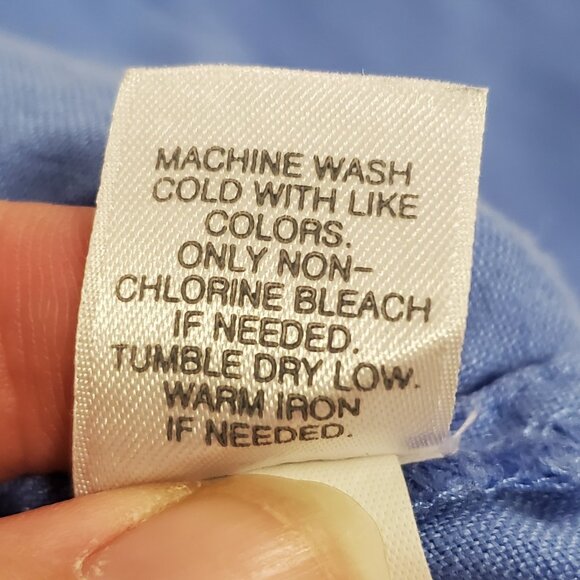 MACHINE WASH
COLD WITH LIKE
COLORS.
ONLY NON-
CHLORINE BLEACH
IF NEEDED.
TUMBLE DRY LOW.
WARM IRON
IF NEEDED.